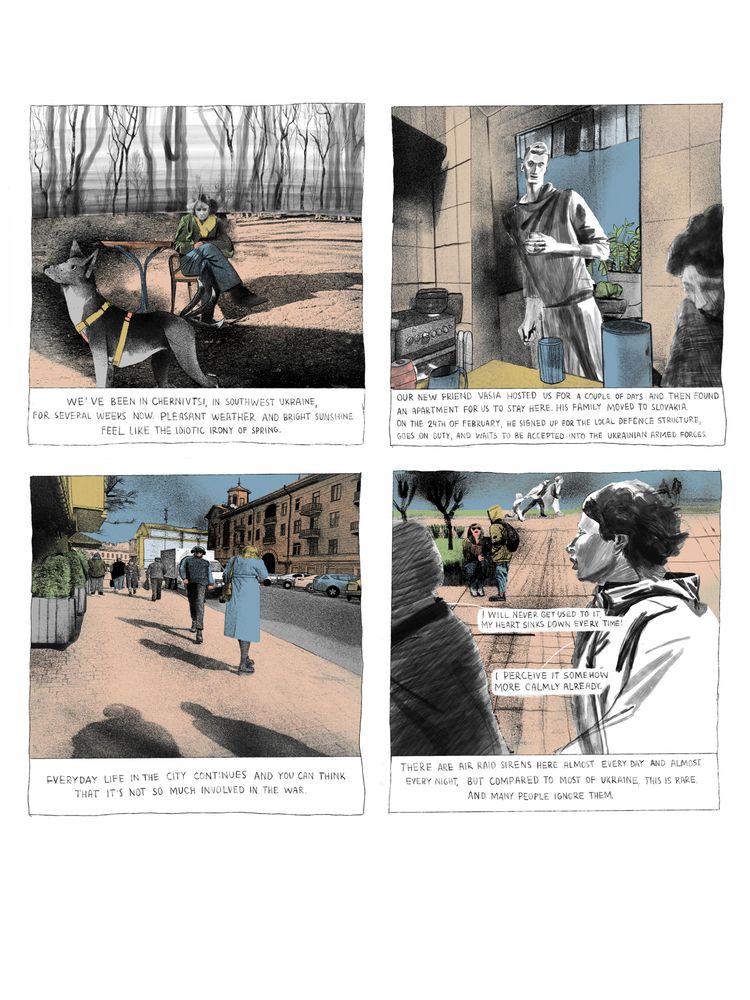 WE'VE BEEN IN CHERNIVTSI, IN SOUTHWEST UKRAINE,
FOR SEVERAL WEEKS NOW. PLEASANT WEATHER AND BRIGHT SUNSHINE
FEEL LIKE THE IDIOTIC IRONY OF SPRING.
OUR NEW FRIEND VASIA HOSTED US FOR A COUPLE OF DAYS AND THEN FOUND
AN APARTMENT FOR US TO STAY HERE. HIS FAMILY MOVED TO SLOVAKIA.
ON THE 24TH OF FEBRUARY, HE SIGNED UP FOR THE LOCAL DEFENCE STRUCTURE,
GOES ON DUTY, AND WAITS TO BE ACCEPTED INTO THE UKRAINIAN ARMED FORCES.
EVERYDAY LIFE IN THE CITY CONTINUES AND YOU CAN THINK
THAT IT'S NOT SO MUCH INVOLVED IN THE WAR.
I WILL NEVER GET USED TO IT,
MY HEART SINKS DOWN EVERY TIME!
I PERCEIVE IT SOMEHOW
MORE CALMLY ALREADY.
THERE ARE AIR RAID SIRENS HERE ALMOST EVERY DAY AND ALMOST
EVERY NIGHT, BUT COMPARED TO MOST OF UKRAINE, THIS IS RARE.
AND MANY PEOPLE IGNORE THEM.